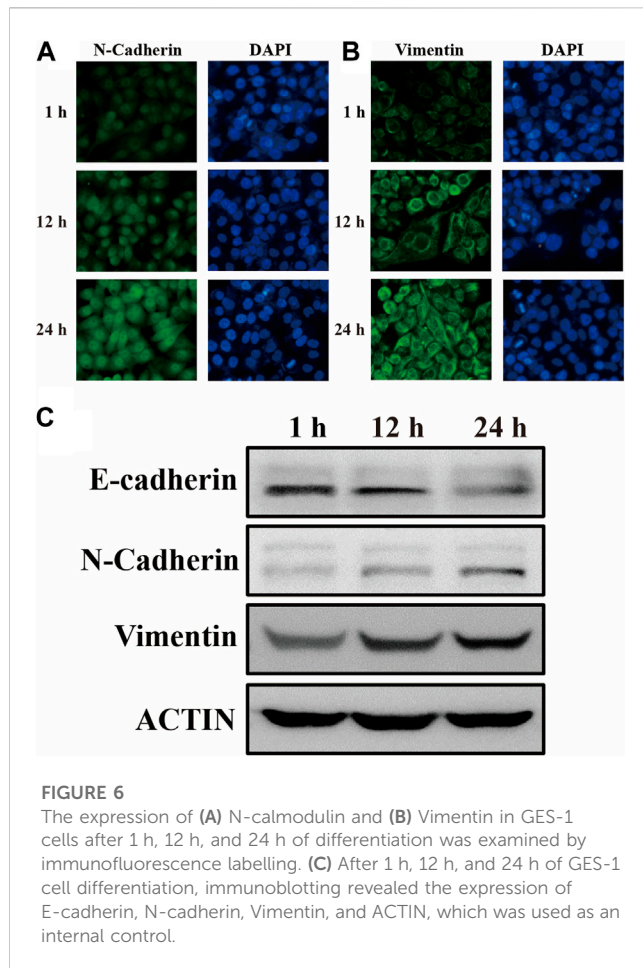 A
N-Cadherin
DAPI
B
Vimentin
DAPI
1 h
1 h
12 h
12 h
24 h
24 h
C
1 h
12 h
24 h
E-cadherin
N-Cadherin
Vimentin
ACTIN
FIGURE 6
The expression of (A) N-calmodulin and (B) Vimentin in GES-1
cells after 1 h, 12 h, and 24 h of differentiation was examined by
immunofluorescence labelling. (C) After 1 h, 12 h, and 24 h of GES-1
cell differentiation, immunoblotting revealed the expression of
E-cadherin, N-cadherin, Vimentin, and ACTIN, which was used as an
internal control.